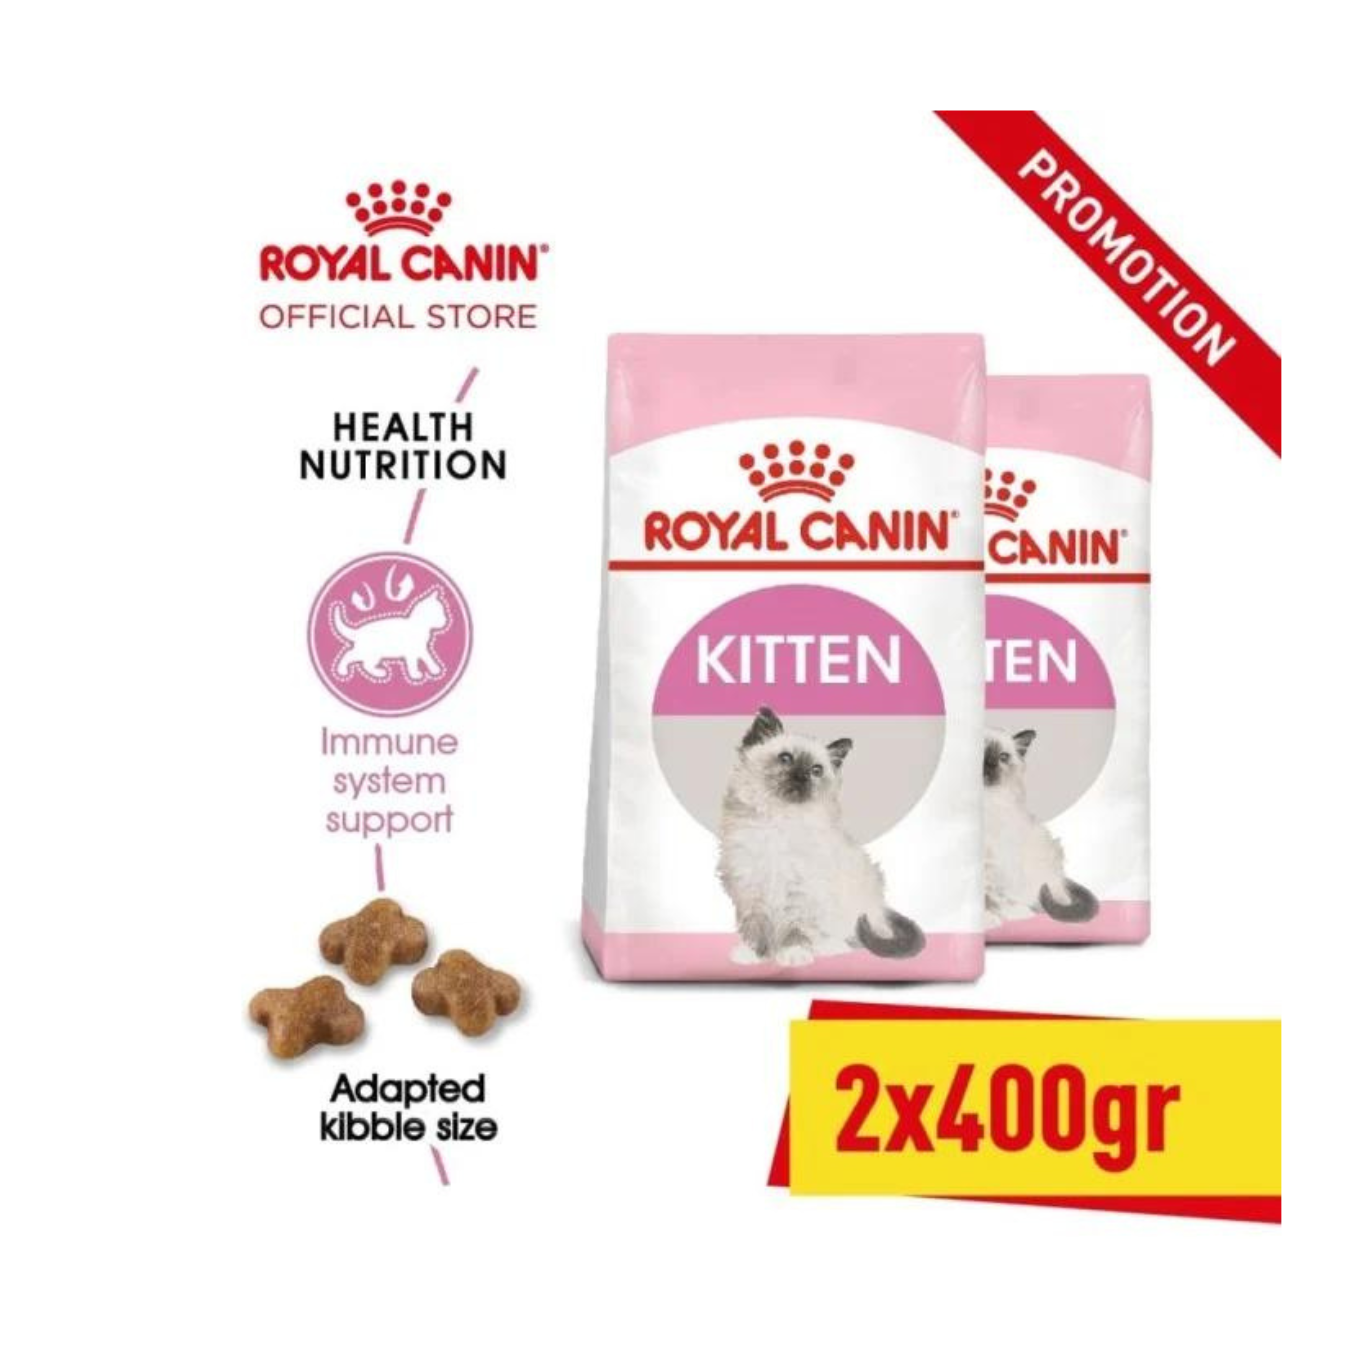 PROMOTION
ROYAL CANIN®
OFFICIAL STORE
HEALTH
NUTRITION
Immune
system
support
Adapted
kibble size
ROYAL CANIN®
KITTEN
CANIN®
TEN
2x400gr